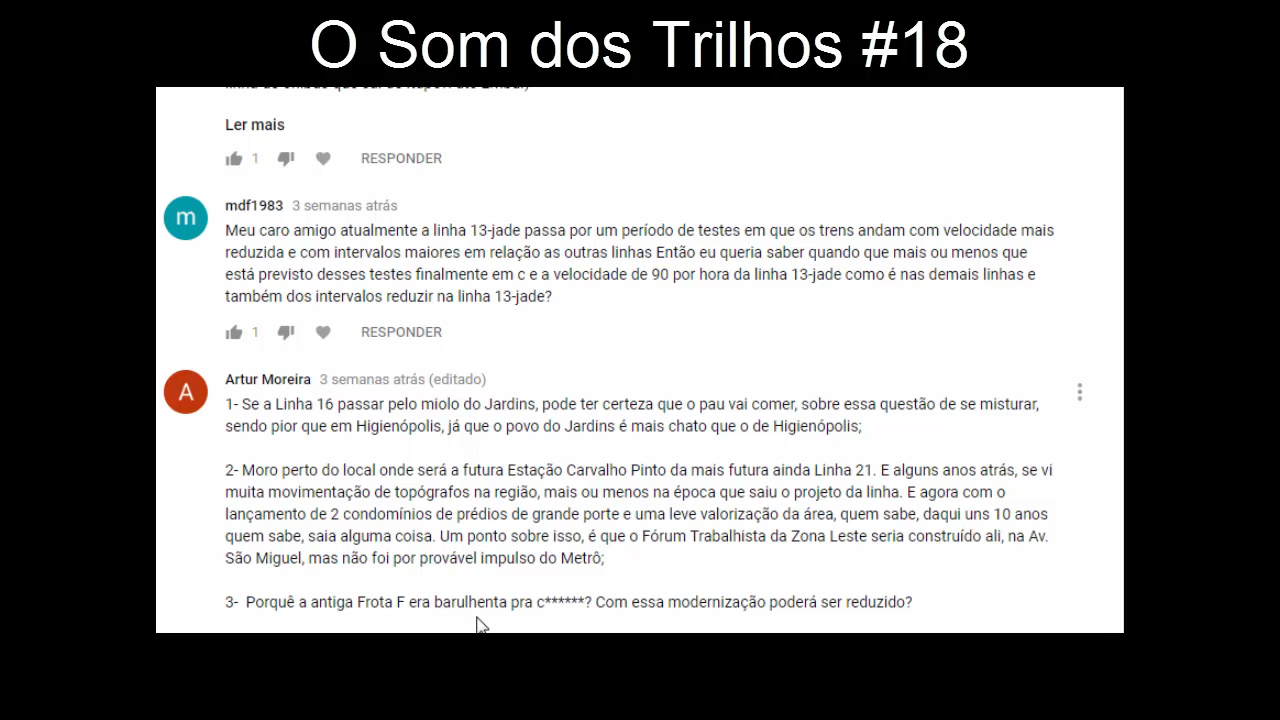 O Som dos Trilhos #18
Ler mais
1 RESPONDER
m mdf1983 3 semanas atrás
Meu caro amigo atualmente a linha 13-jade passa por um período de testes em que os trens andam com velocidade mais
reduzida e com intervalos maiores em relação as outras linhas Então eu queria saber quando que mais ou menos que
está previsto desses testes finalmente em c e a velocidade de 90 por hora da linha 13-jade como é nas demais linhas e
também dos intervalos reduzir na linha 13-jade?
1 RESPONDER
A Artur Moreira 3 semanas atrás (editado)
1- Se a Linha 16 passar pelo miolo do Jardins, pode ter certeza que o pau vai comer, sobre essa questão de se misturar,
sendo pior que em Higienópolis, já que o povo do Jardins é mais chato que o de Higienópolis;
2- Moro perto do local onde será a futura Estação Carvalho Pinto da mais futura ainda Linha 21. E alguns anos atrás, se vi
muita movimentação de topógrafos na região, mais ou menos na época que saiu o projeto da linha. E agora com o
lançamento de 2 condomínios de prédios de grande porte e uma leve valorização da área, quem sabe, daqui uns 10 anos
quem sabe, saia alguma coisa. Um ponto sobre isso, é que o Fórum Trabalhista da Zona Leste seria construído ali, na Av.
São Miguel, mas não foi por provável impulso do Metrô;
3- Porquê a antiga Frota F era barulhenta pra c******? Com essa modernização poderá ser reduzido?